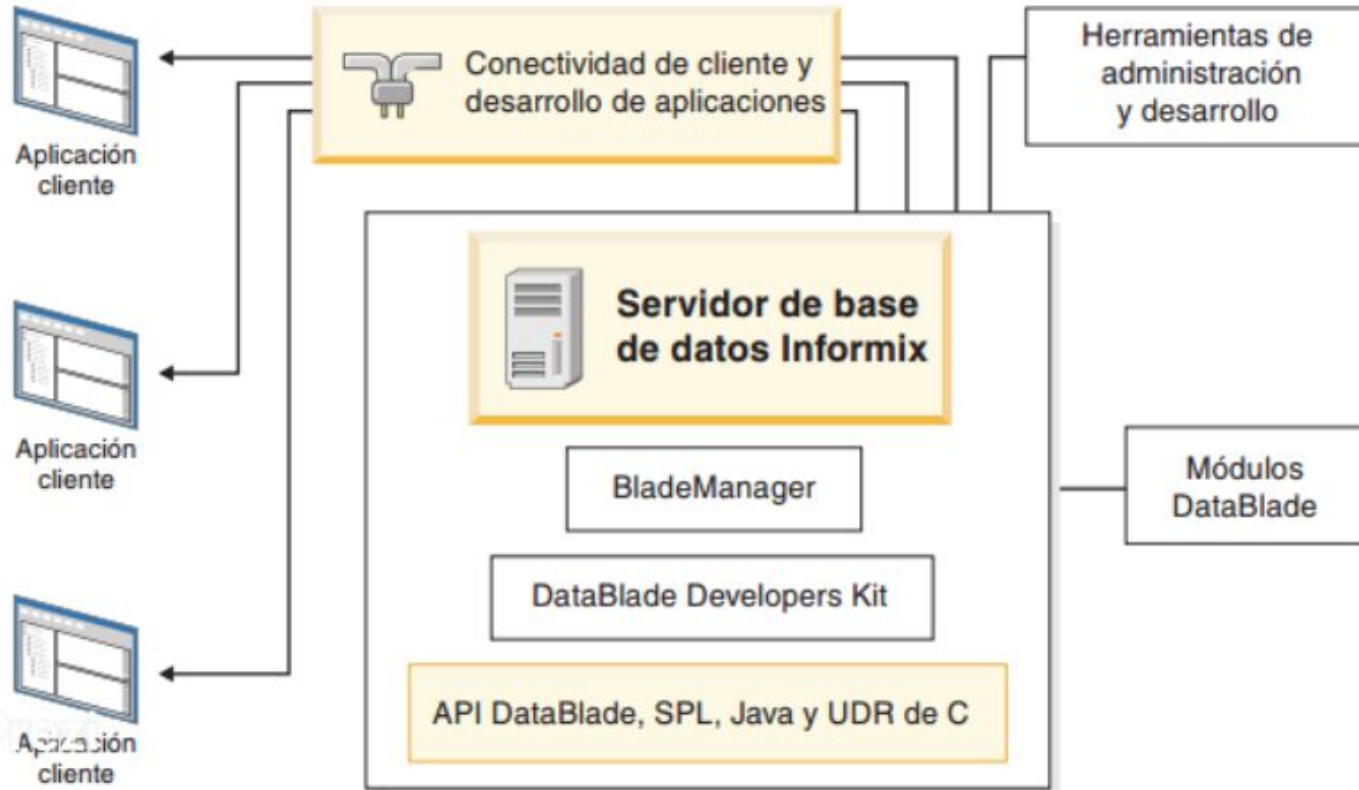 Conectividad de cliente y
desarrollo de aplicaciones
Herramientas de
administración
y desarrollo
Aplicación
cliente
Servidor de base
de datos Informix
Aplicación
cliente
BladeManager
Módulos
DataBlade
DataBlade Developers Kit
API DataBlade, SPL, Java y UDR de C
Aplicación
cliente